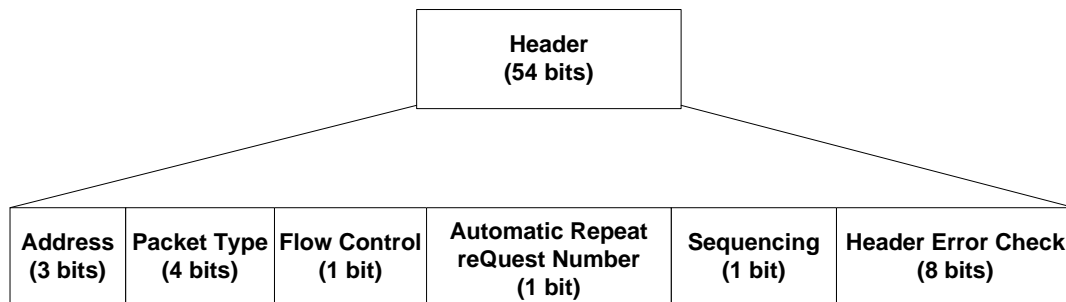 Header
(54 bits)
Address
(3 bits)
Packet Type
(4 bits)
Flow Control
(1 bit)
Automatic Repeat
reQuest Number
(1 bit)
Sequencing
(1 bit)
Header Error Check
(8 bits)